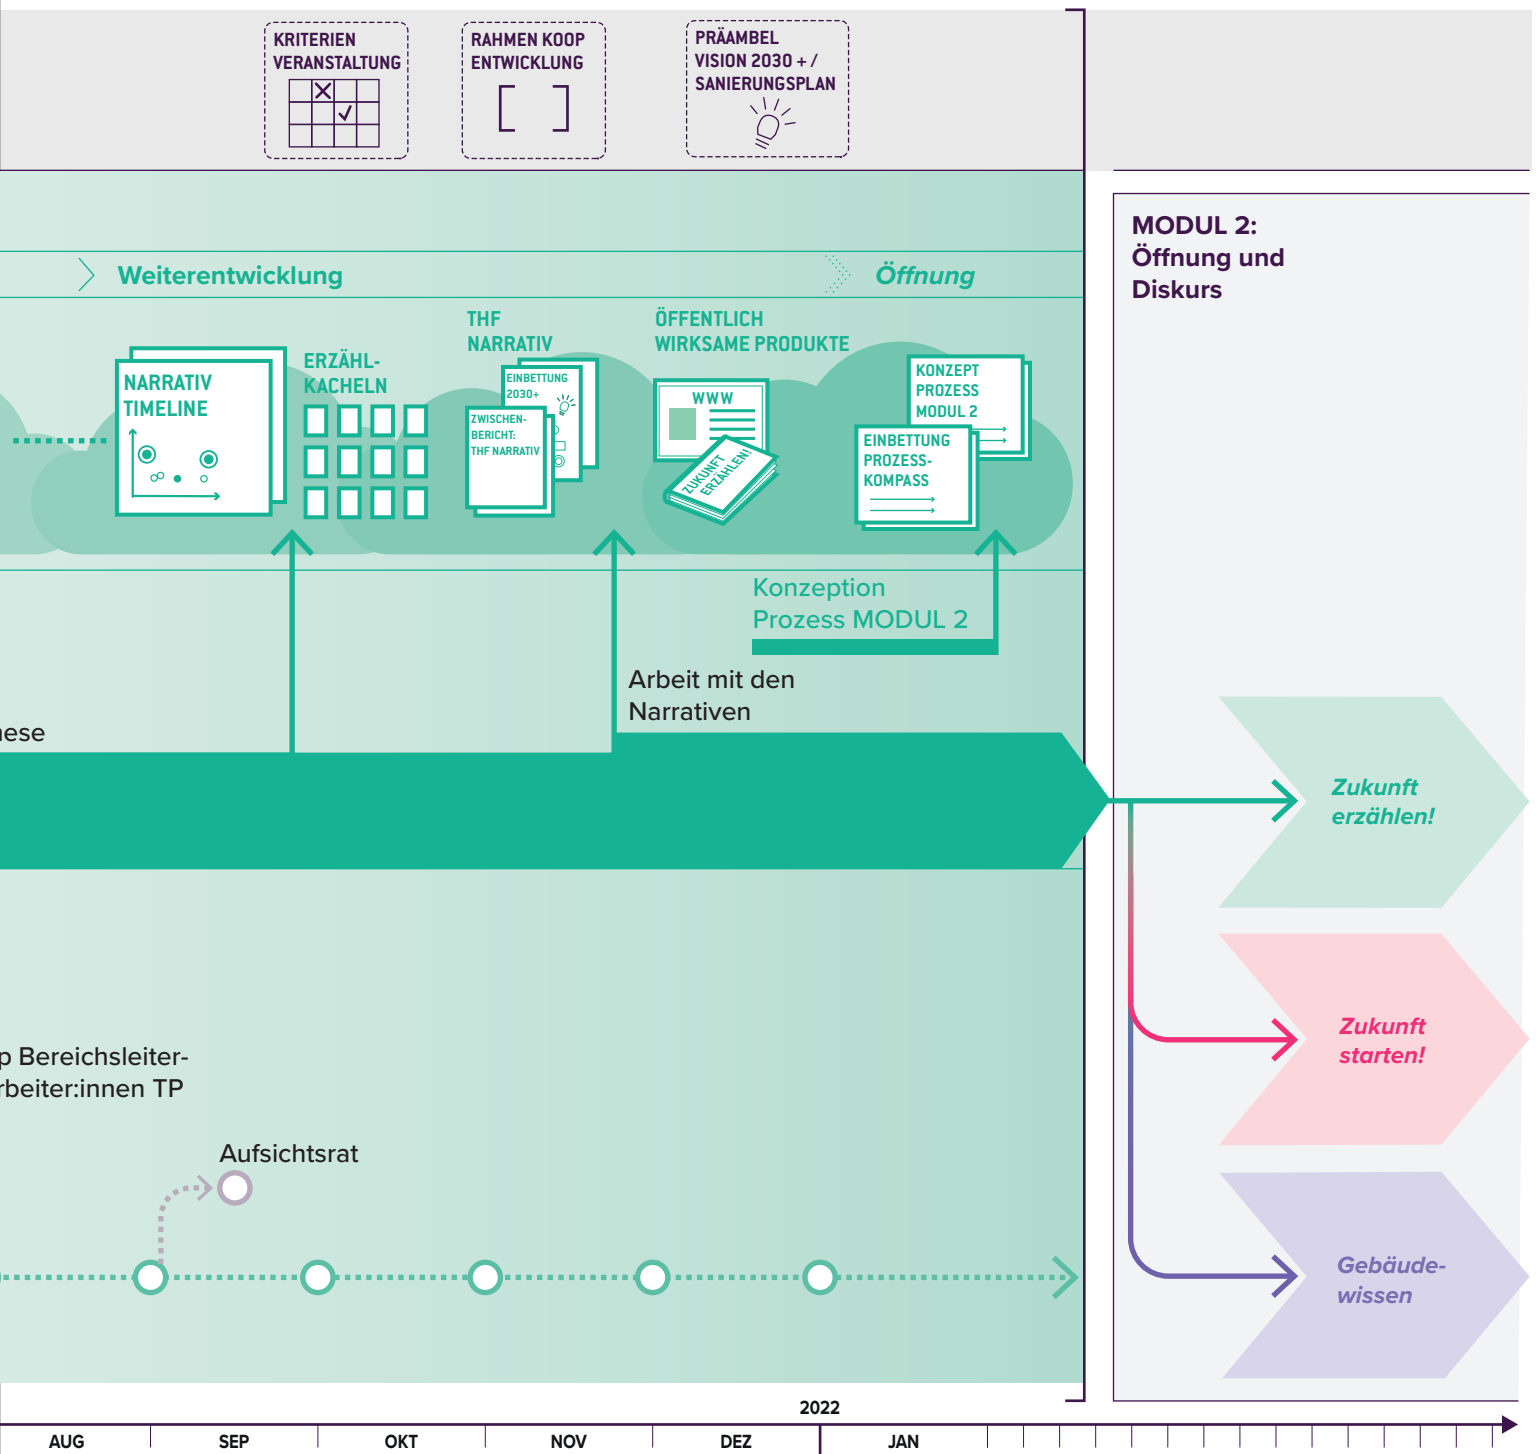 KRITERIEN
VERANSTALTUNG
RAHMEN KOOP
ENTWICKLUNG
PRÄAMBEL
VISION 2030 + /
SANIERUNGSPLAN
MODUL 2:
Öffnung und
Diskurs
Weiterentwicklung
Öffnung
NARRATIV
TIMELINE
ERZÄHL-
KACHELN
THF
NARRATIV
EINBETTUNG
2030+
ZWISCHEN-
BERICHT:
THF NARRATIV
ÖFFENTLICH
WIRKSAME PRODUKTE
WWW
ZUKUNFT
ERZÄHLEN!
KONZEPT
PROZESS
MODUL 2
EINBETTUNG
PROZESS-
KOMPASS
Konzeption
Prozess MODUL 2
Arbeit mit den
Narrativen
nese
Zukunft
erzählen!
Zukunft
starten!
p Bereichsleiter-
rbeiter:innen TP
Aufsichtsrat
Gebäude-
wissen
2022
AUG SEP OKT NOV DEZ JAN